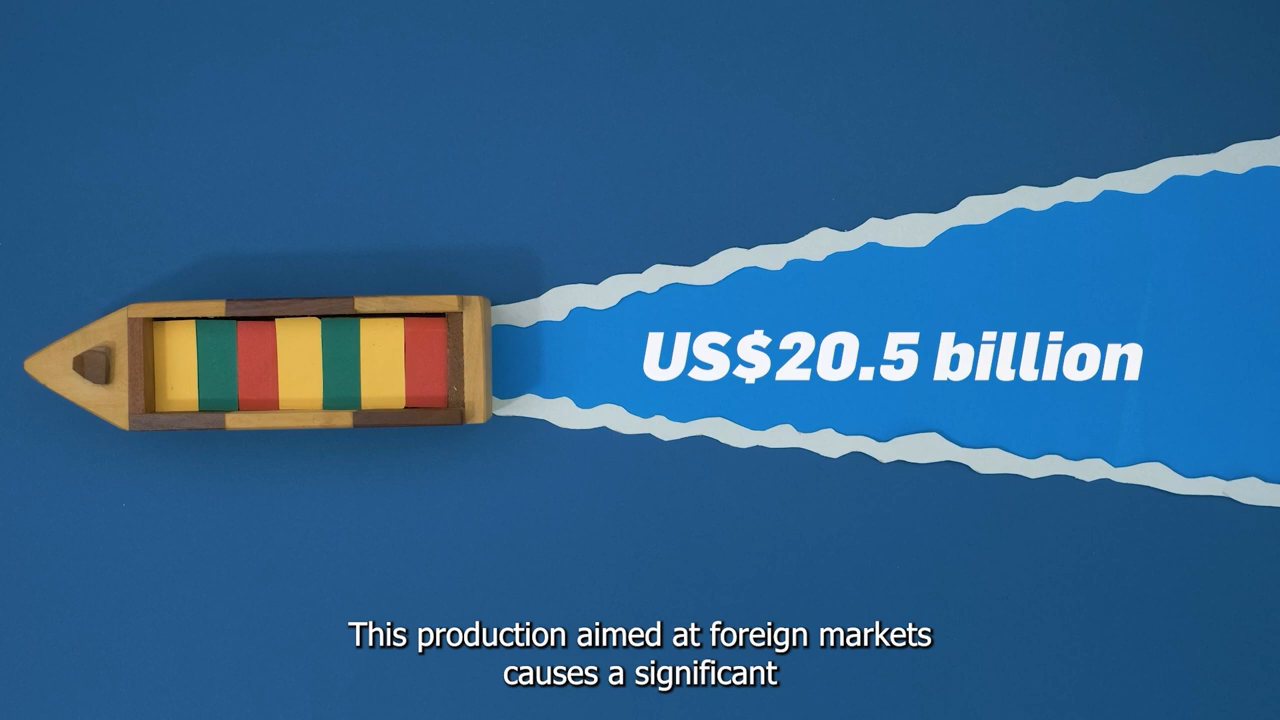 US$20.5 billion
This production aimed at foreign markets
causes a significant